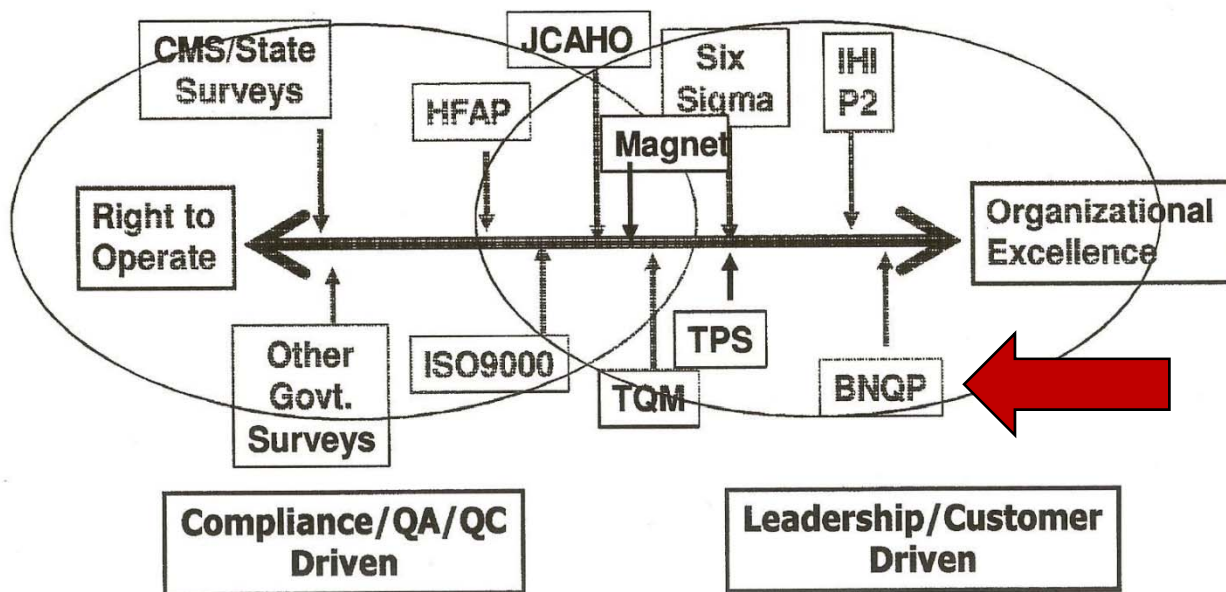 CMS/State
Surveys
HFAP
JCAHO
Six
Sigma
IHI
P2
Magnet
Right to
Operate
Organizational
Excellence
Other
Govt.
Surveys
ISO9000
TQM
TPS
BNQP
Compliance/QA/QC
Driven
Leadership/Customer
Driven